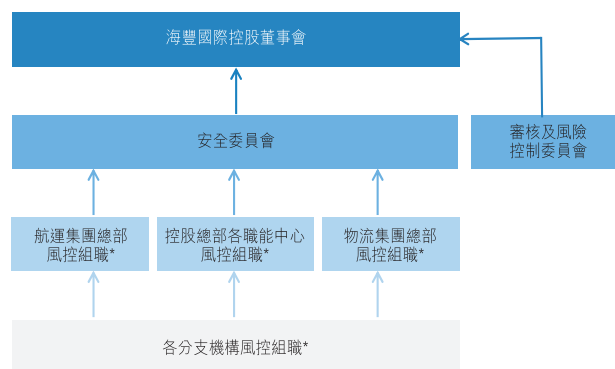 海豐國際控股董事會
安全委員會
審核及風險
控制委員會
航運集團總部
風控組職*
控股總部各職能中心
風控組職*
物流集團總部
風控組職*
各分支機構風控組職*